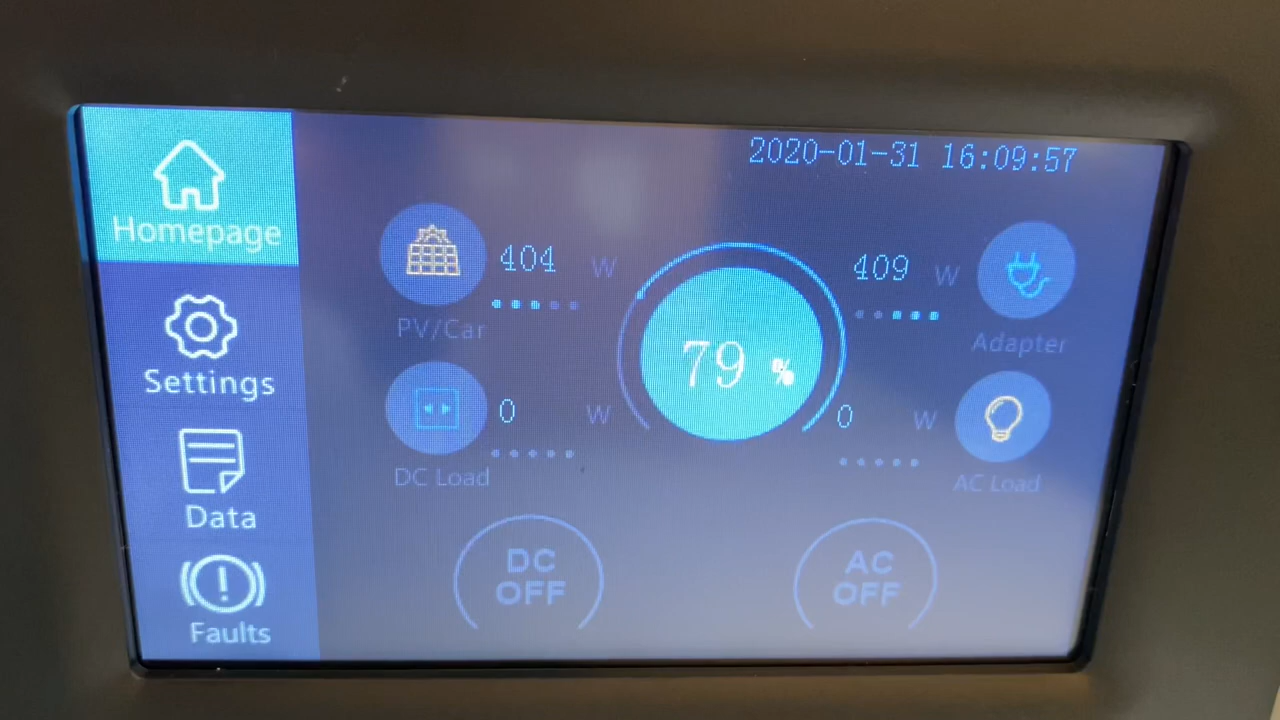 Homepage
Settings
Data
Faults
2020-01-31 16:09:57
404 W
PV/Car
409 W
Adapter
79 %
0 W
DC Load
0 W
AC Load
DC
OFF
AC
OFF